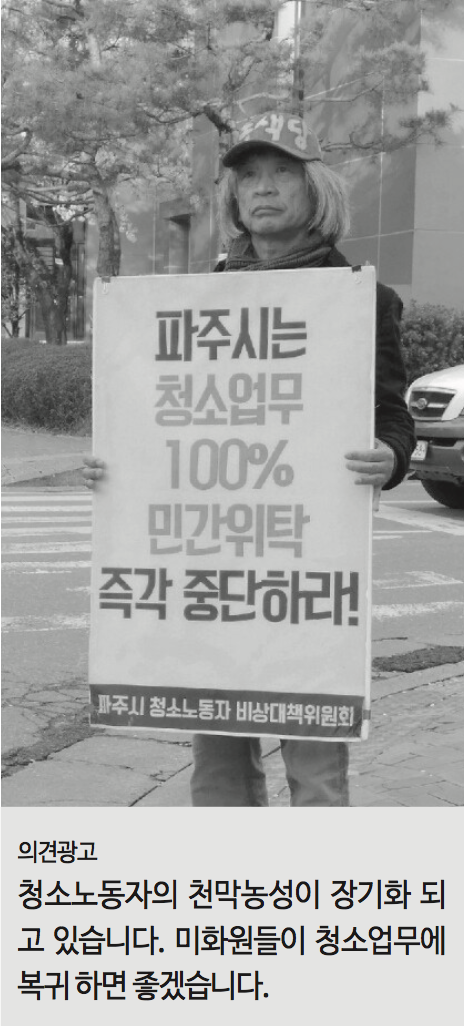 녹색당
파주시는
청소업무
100%
민간위탁
즉각 중단하라!
파주시 청소노동자 비상대책위원회
의견광고
청소노동자의 천막농성이 장기화 되
고 있습니다. 미화원들이 청소업무에
복귀 하면 좋겠습니다.